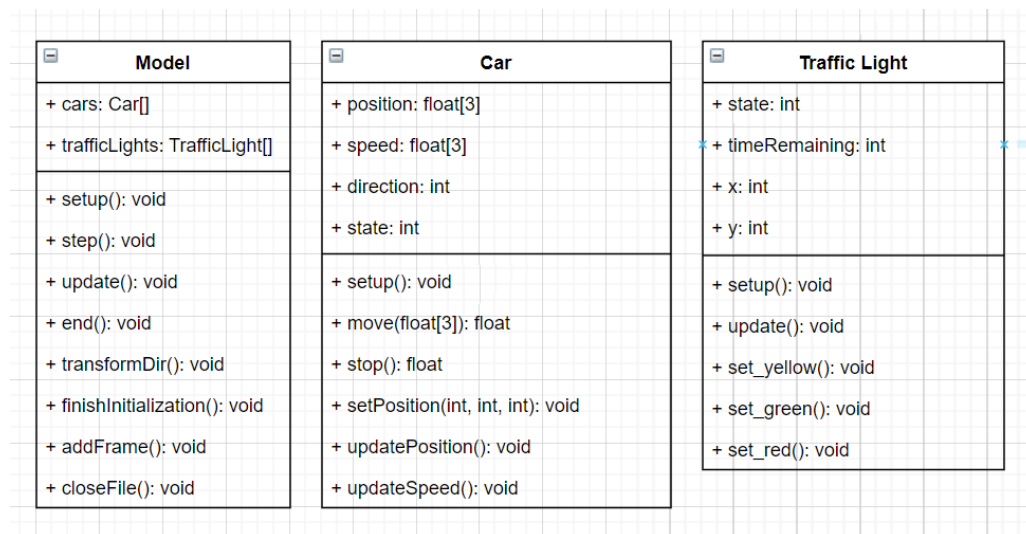 Model
+ cars: Car[]
+ trafficLights: TrafficLight[]
+ setup(): void
+ step(): void
+ update(): void
+ end(): void
+ transformDir(): void
+ finishInitialization(): void
+ addFrame(): void
+ closeFile(): void
Car
+ position: float[3]
+ speed: float[3]
+ direction: int
+ state: int
+ setup(): void
+ move(float[3]): float
+ stop(): float
+ setPosition(int, int, int): void
+ updatePosition(): void
+ updateSpeed(): void
Traffic Light
+ state: int
+ timeRemaining: int
+ x: int
+ y: int
+ setup(): void
+ update(): void
+ set_yellow(): void
+ set_green(): void
+ set_red(): void